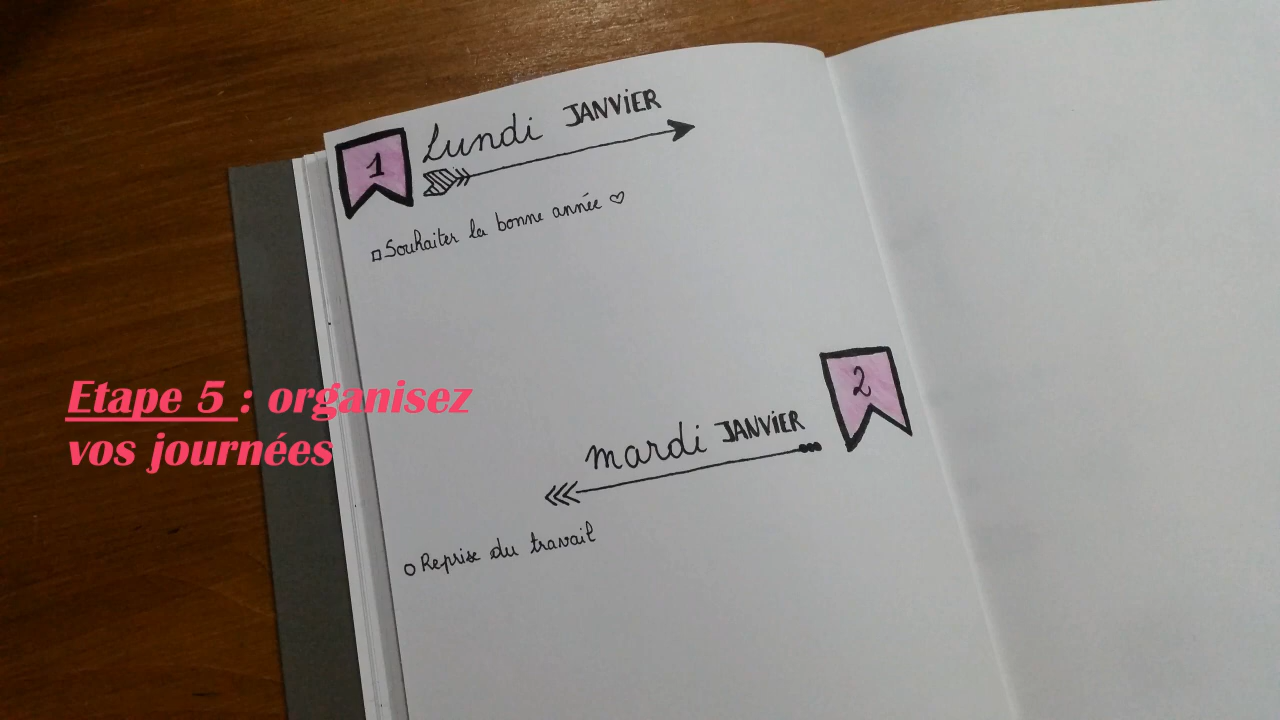 1
Lundi JANVIER
Souhaiter la bonne année ♡
2
mardi JANVIER
Reprise du travail
Etape 5 : organisez
vos journées